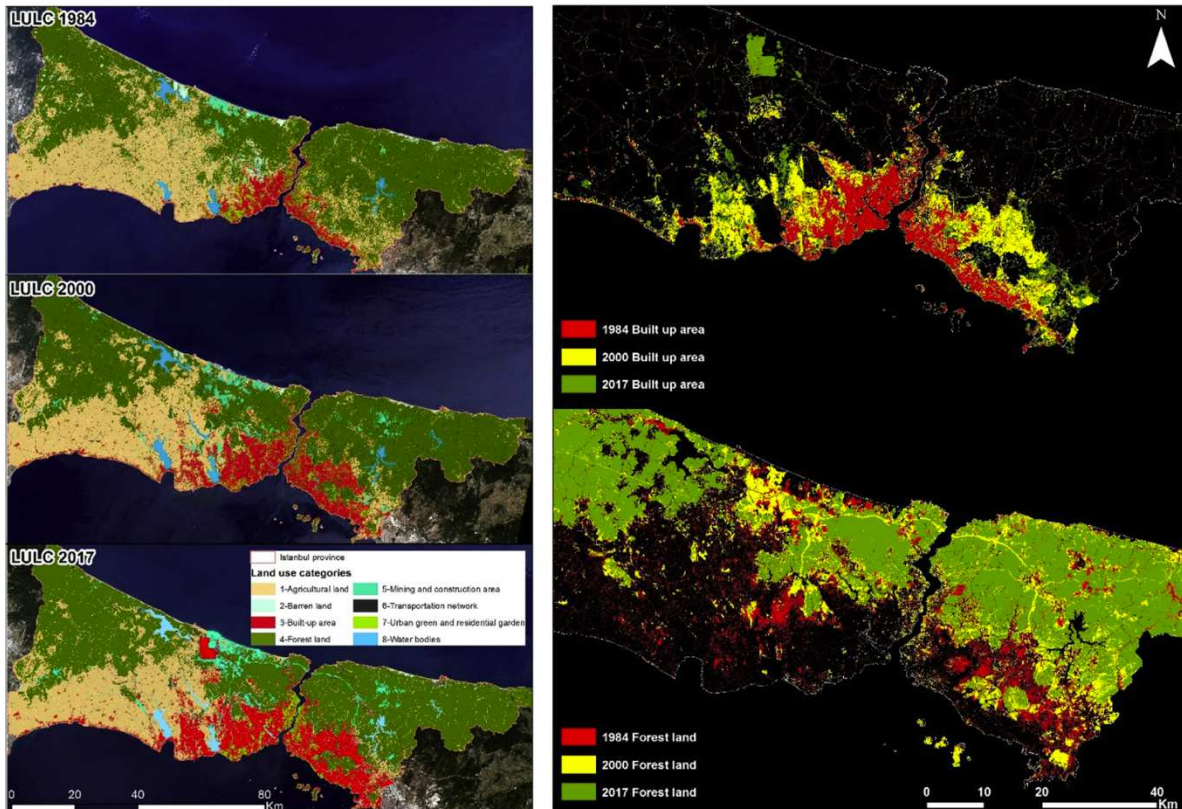 LULC 1984
LULC 2000
LULC 2017
Istanbul province
Land use categories
1-Agricultural land
2-Barren land
3-Built-up area
4-Forest land
5-Mining and construction area
6-Transportation network
7-Urban green and residential garden
8-Water bodies
0 20 40 80
Km
N
1984 Built up area
2000 Built up area
2017 Built up area
1984 Forest land
2000 Forest land
2017 Forest land
0 10 20 40
Km